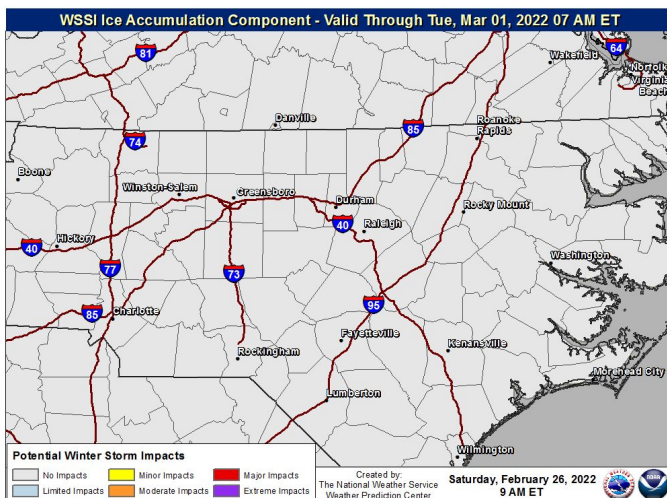 WSSI Ice Accumulation Component - Valid Through Tue, Mar 01, 2022 07 AM ET
81
Wakefield
64
Norfolk
Virginia
Beach
Danville
Roanoke
Rapids
85
74
Boone
Winston-Salem
Greensboro
Durham
Rocky Mount
40
Raleigh
Hickory
40
77
73
Washington
85
Charlotte
95
Fayetteville
Kenansville
Rockingham
Morehead City
Lumberton
Wilmington
Potential Winter Storm Impacts
No Impacts
Minor Impacts
Major Impacts
Limited Impacts
Moderate Impacts
Extreme Impacts
Created by:
The National Weather Service
Weather Prediction Center
Saturday, February 26, 2022
9 AM ET
NOAA